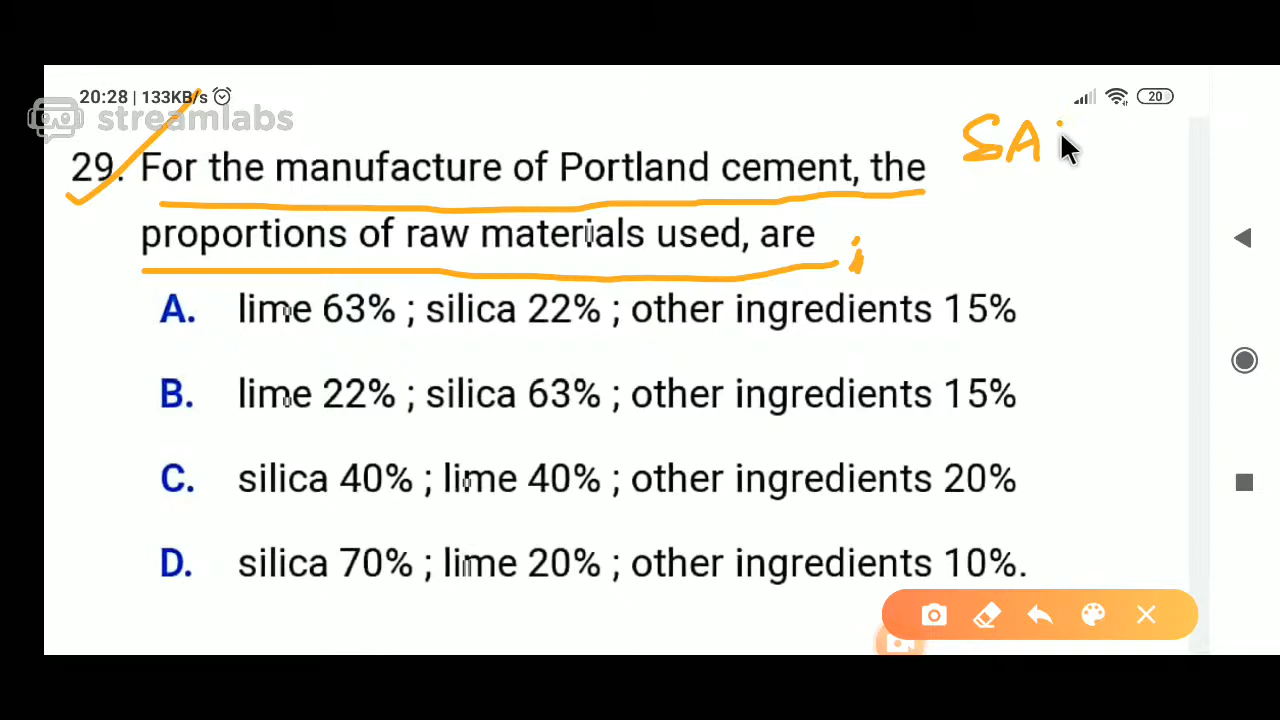 20:28 | 133KB/s
20
streamlabs
SA
29. For the manufacture of Portland cement, the
proportions of raw materials used, are ;
A. lime 63% ; silica 22% ; other ingredients 15%
B. lime 22% ; silica 63% ; other ingredients 15%
C. silica 40% ; lime 40% ; other ingredients 20%
D. silica 70% ; lime 20% ; other ingredients 10%.